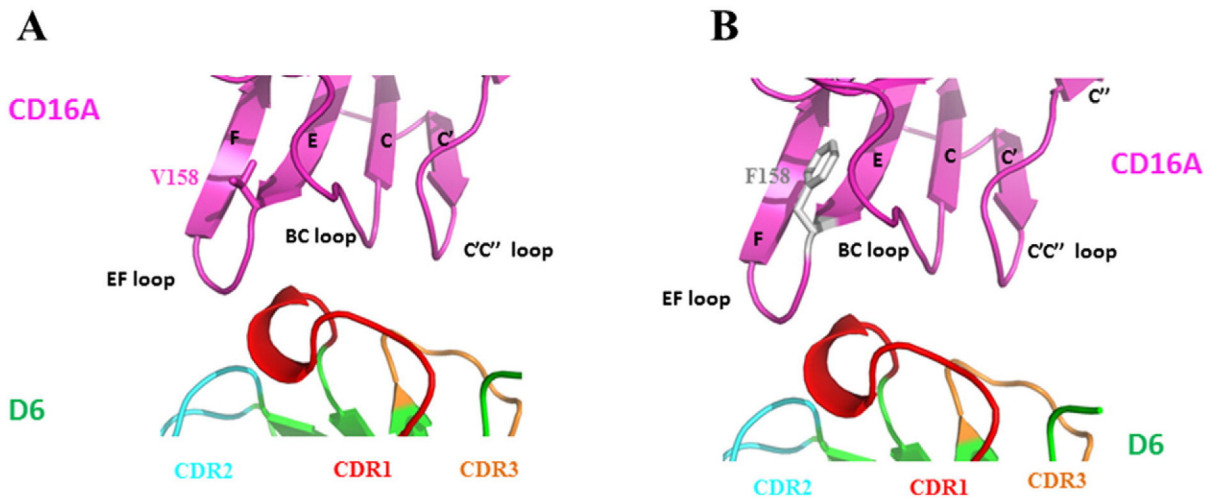 A
CD16A
F
E
C
C'
V158
BC loop
C'C'' loop
EF loop
D6
CDR2
CDR1
CDR3
B
C''
CD16A
F158
E
C
C'
F
BC loop
C'C'' loop
EF loop
D6
CDR2
CDR1
CDR3